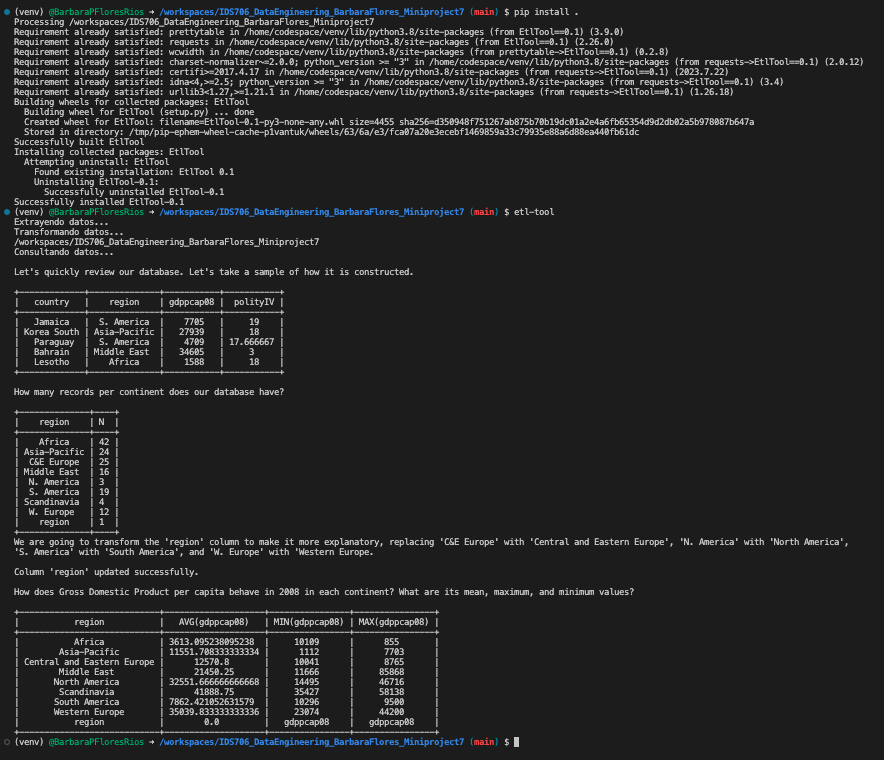 (venv) @BarbaraPFloresRios ➜ /workspaces/IDS706_DataEngineering_BarbaraFlores_Miniproject7 (main) $ pip install .
Processing /workspaces/IDS706_DataEngineering_BarbaraFlores_Miniproject7
Requirement already satisfied: prettytable in /home/codespace/venv/lib/python3.8/site-packages (from EtlTool==0.1) (3.9.0)
Requirement already satisfied: requests in /home/codespace/venv/lib/python3.8/site-packages (from EtlTool==0.1) (2.26.0)
Requirement already satisfied: wcwidth in /home/codespace/venv/lib/python3.8/site-packages (from prettytable->EtlTool==0.1) (0.2.8)
Requirement already satisfied: charset-normalizer~=2.0.0; python_version >= "3" in /home/codespace/venv/lib/python3.8/site-packages (from requests->EtlTool==0.1) (2.0.12)
Requirement already satisfied: certifi>=2017.4.17 in /home/codespace/venv/lib/python3.8/site-packages (from requests->EtlTool==0.1) (2023.7.22)
Requirement already satisfied: idna<4,>=2.5; python_version >= "3" in /home/codespace/venv/lib/python3.8/site-packages (from requests->EtlTool==0.1) (3.4)
Requirement already satisfied: urllib3<1.27,>=1.21.1 in /home/codespace/venv/lib/python3.8/site-packages (from requests->EtlTool==0.1) (1.26.18)
Building wheels for collected packages: EtlTool
  Building wheel for EtlTool (setup.py) ... done
  Created wheel for EtlTool: filename=EtlTool-0.1-py3-none-any.whl size=4455 sha256=d350948f751267ab875b70b19dc01a2e4a6fb65354d9d2db02a5b978087b647a
  Stored in directory: /tmp/pip-ephem-wheel-cache-p1vantuk/wheels/63/6a/e3/fca07a20e3ecebf1469859a33c79935e88a6d88ea440fb61dc
Successfully built EtlTool
Installing collected packages: EtlTool
  Attempting uninstall: EtlTool
    Found existing installation: EtlTool 0.1
    Uninstalling EtlTool-0.1:
      Successfully uninstalled EtlTool-0.1
Successfully installed EtlTool-0.1
(venv) @BarbaraPFloresRios ➜ /workspaces/IDS706_DataEngineering_BarbaraFlores_Miniproject7 (main) $ etl-tool
Extrayendo datos...
Transformando datos...
/workspaces/IDS706_DataEngineering_BarbaraFlores_Miniproject7
Consultando datos...
Let's quickly review our database. Let's take a sample of how it is constructed.
+-------------+--------------+-----------+-----------+
|   country   |    region    | gdppcap08 |  polityIV |
+-------------+--------------+-----------+-----------+
|   Jamaica   |  S. America  |    7705   |     19    |
| Korea South | Asia-Pacific |   27939   |     18    |
|   Paraguay  |  S. America  |    4709   | 17.666667 |
|   Bahrain   | Middle East  |   34605   |     3     |
|   Lesotho   |    Africa    |    1588   |     18    |
+-------------+--------------+-----------+-----------+
How many records per continent does our database have?
+--------------+----+
|    region    | N  |
+--------------+----+
|    Africa    | 42 |
| Asia-Pacific | 24 |
|  C&E Europe  | 25 |
| Middle East  | 16 |
|  N. America  | 3  |
|  S. America  | 19 |
| Scandinavia  | 4  |
|  W. Europe   | 12 |
|    region    | 1  |
+--------------+----+
We are going to transform the 'region' column to make it more explanatory, replacing 'C&E Europe' with 'Central and Eastern Europe', 'N. America' with 'North America',
'S. America' with 'South America', and 'W. Europe' with 'Western Europe.
Column 'region' updated successfully.
How does Gross Domestic Product per capita behave in 2008 in each continent? What are its mean, maximum, and minimum values?
+----------------------------+--------------------+----------------+----------------+
|           region           |   AVG(gdppcap08)   | MIN(gdppcap08) | MAX(gdppcap08) |
+----------------------------+--------------------+----------------+----------------+
|           Africa           | 3613.095238095238  |     10109      |      855       |
|        Asia-Pacific        | 11551.708333333334 |      1112      |      7703      |
| Central and Eastern Europe |      12570.8       |     10041      |      8765      |
|        Middle East         |      21450.25      |     11666      |     85868      |
|       North America        | 32551.666666666668 |     14495      |     46716      |
|        Scandinavia         |      41888.75      |     35427      |     58138      |
|       South America        | 7862.421052631579  |     10296      |      9500      |
|       Western Europe       | 35039.833333333336 |     23074      |     44200      |
|           region           |        0.0         |   gdppcap08    |   gdppcap08    |
+----------------------------+--------------------+----------------+----------------+
(venv) @BarbaraPFloresRios ➜ /workspaces/IDS706_DataEngineering_BarbaraFlores_Miniproject7 (main) $